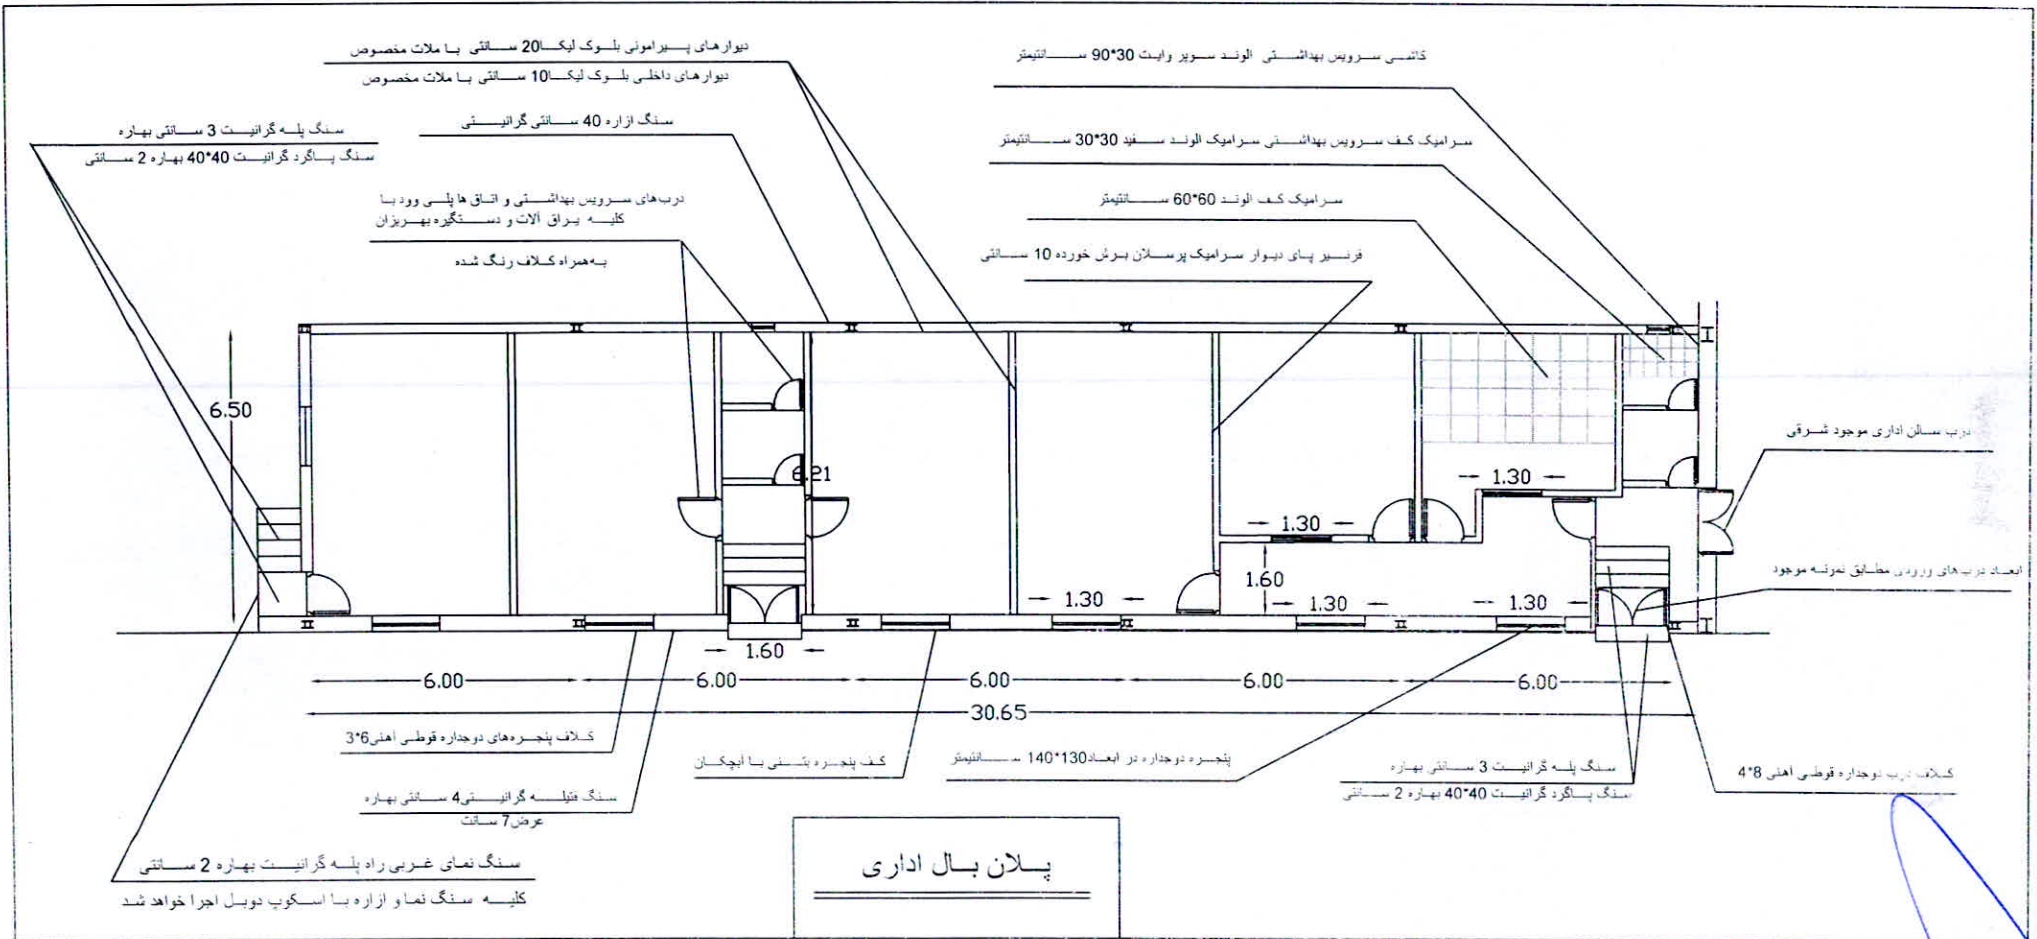 دیوارهای پیرامونی بلوک لیکا20 سانتی با ملات مخصوص
دیوارهای داخلی بلوک لیکا10 سانتی با ملات مخصوص
کاشی سرویس بهداشتی الوند سوپر وایت 30*90 سانتیمتر
سنگ پله گرانیت 3 سانتی بهاره
سنگ پاگرد گرانیت 40*40 بهاره 2 سانتی
سنگ ازاره 40 سانتی گرانیتی
سرامیک کف سرویس بهداشتی سرامیک الوند سفید 30*30 سانتیمتر
درب‌های سرویس بهداشتی و اتاق ها پلی وود با
کلیه یراق آلات و دستگیره بهریزان
به‌همراه کلاف رنگ شده
سرامیک کف الوند 60*60 سانتیمتر
قرنیز پای دیوار سرامیک پرسلان برش خورده 10 سانتی
6.50
6.21
1.30
1.30
1.60
1.30
1.30
1.30
درب سالن اداری موجود شرقی
ابعاد درب‌های ورودی مطابق نمونه موجود
1.60
6.00
6.00
6.00
6.00
6.00
30.65
کلاف پنجره‌های دوجداره قوطی آهنی6*3
کف پنجره بتنی با آبچکان
پنجره دوجداره در ابعاد130*140 سانتیمتر
سنگ پله گرانیت 3 سانتی بهاره
سنگ پاگرد گرانیت 40*40 بهاره 2 سانتی
کلاف درب دوجداره قوطی آهنی 8*4
سنگ فتیله گرانیتی4 سانتی بهاره
عرض7 سانت
سنگ نمای غربی راه پله گرانیت بهاره 2 سانتی
کلیه سنگ نما و ازاره با اسکوپ دوبل اجرا خواهد شد
پلان بال اداری